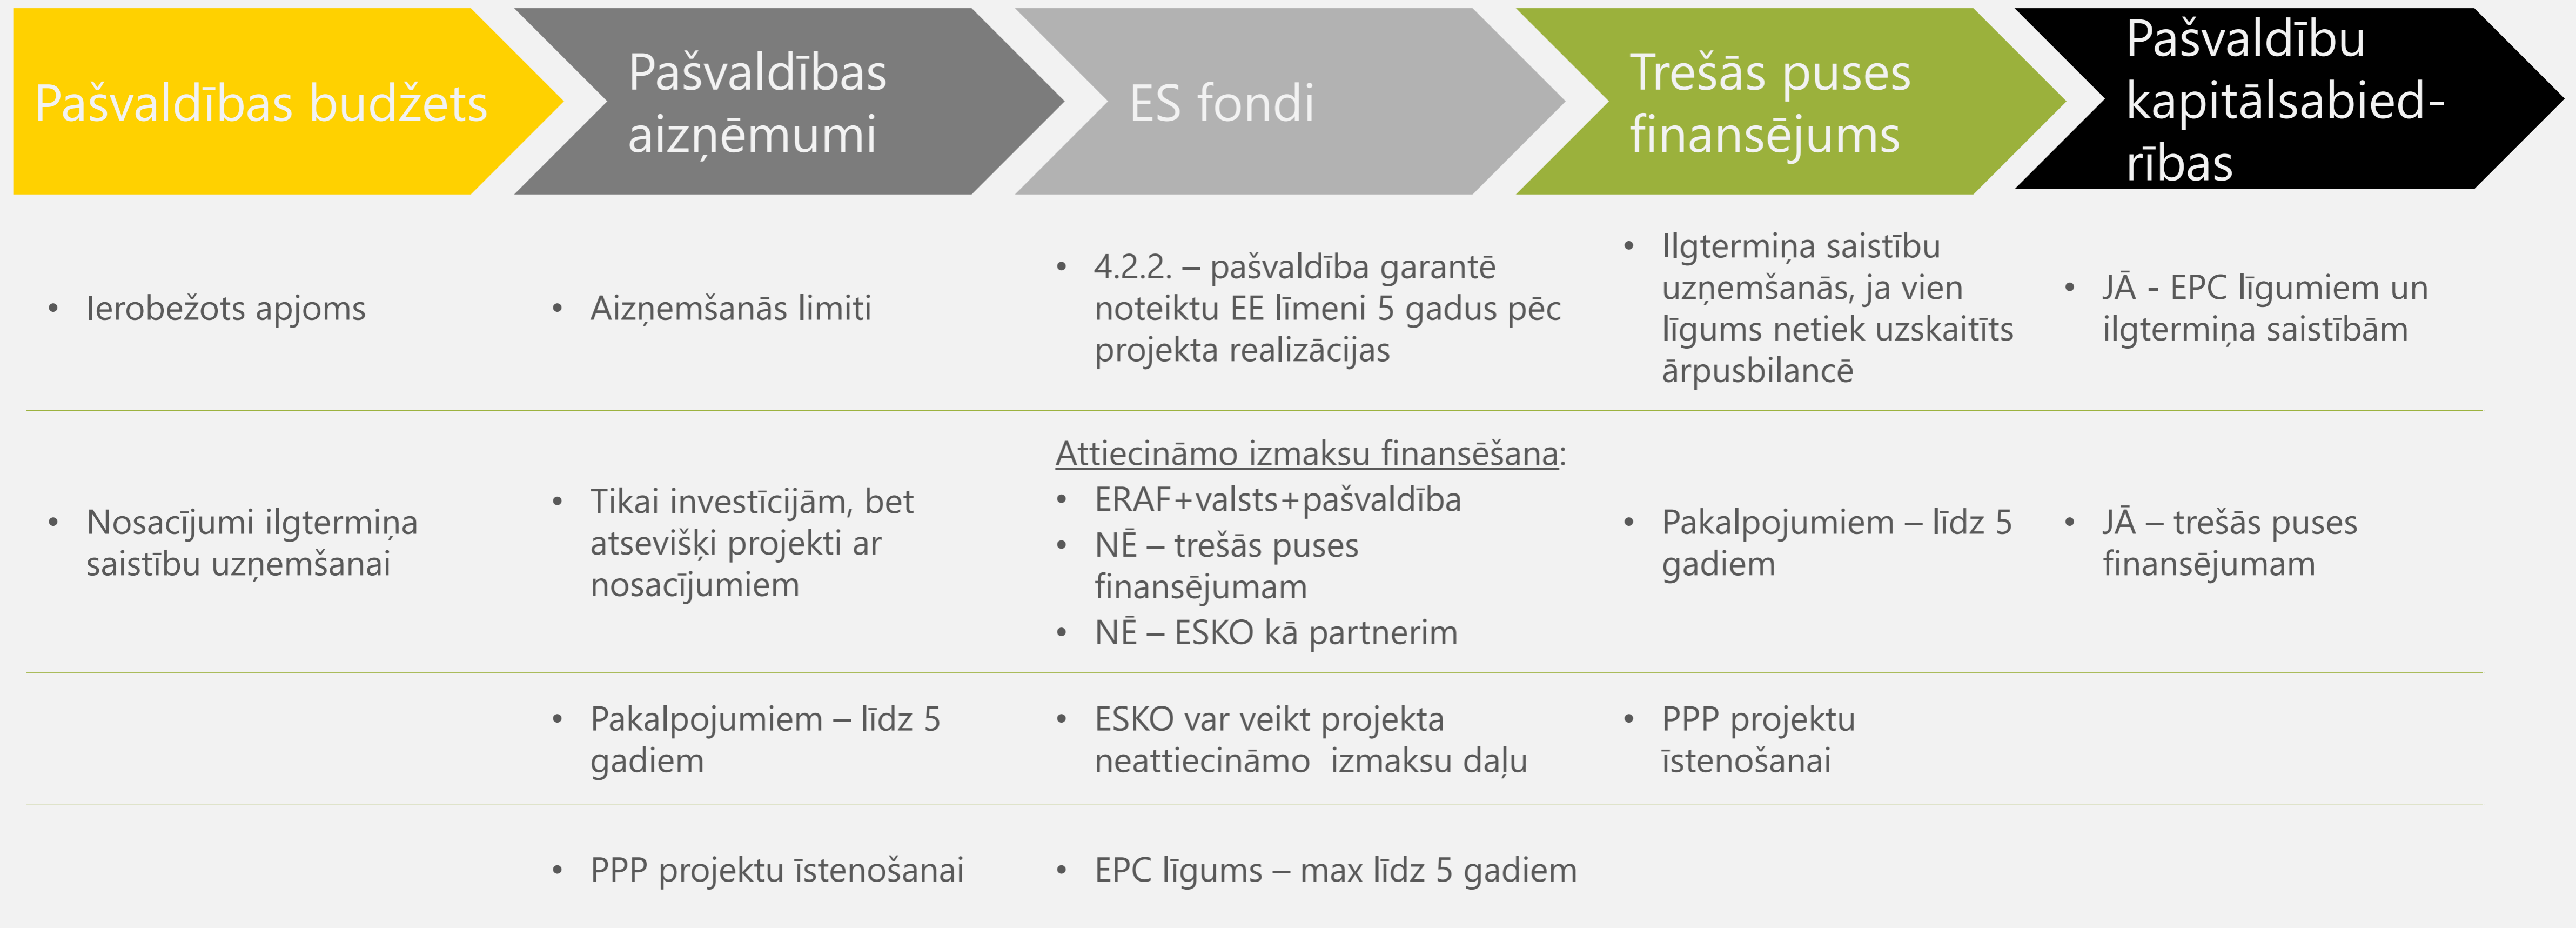 Pašvaldības budžets
Pašvaldības
aizņēmumi
ES fondi
Trešās puses
finansējums
Pašvaldību
kapitālsabied-
rības
• Ierobežots apjoms
• Aizņemšanās limiti
• 4.2.2. – pašvaldība garantē
noteiktu EE līmeni 5 gadus pēc
projekta realizācijas
• Ilgtermiņa saistību
uzņemšanās, ja vien
līgums netiek uzskaitīts
ārpusbilancē
• JĀ - EPC līgumiem un
ilgtermiņa saistībām
• Nosacījumi ilgtermiņa
saistību uzņemšanai
• Tikai investīcijām, bet
atsevišķi projekti ar
nosacījumiem
Attiecināmo izmaksu finansēšana:
• ERAF+valsts+pašvaldība
• NĒ – trešās puses
finansējumam
• NĒ – ESKO kā partnerim
• Pakalpojumiem – līdz 5
gadiem
• JĀ – trešās puses
finansējumam
• Pakalpojumiem – līdz 5
gadiem
• ESKO var veikt projekta
neattiecināmo izmaksu daļu
• PPP projektu
īstenošanai
• PPP projektu īstenošanai
• EPC līgums – max līdz 5 gadiem